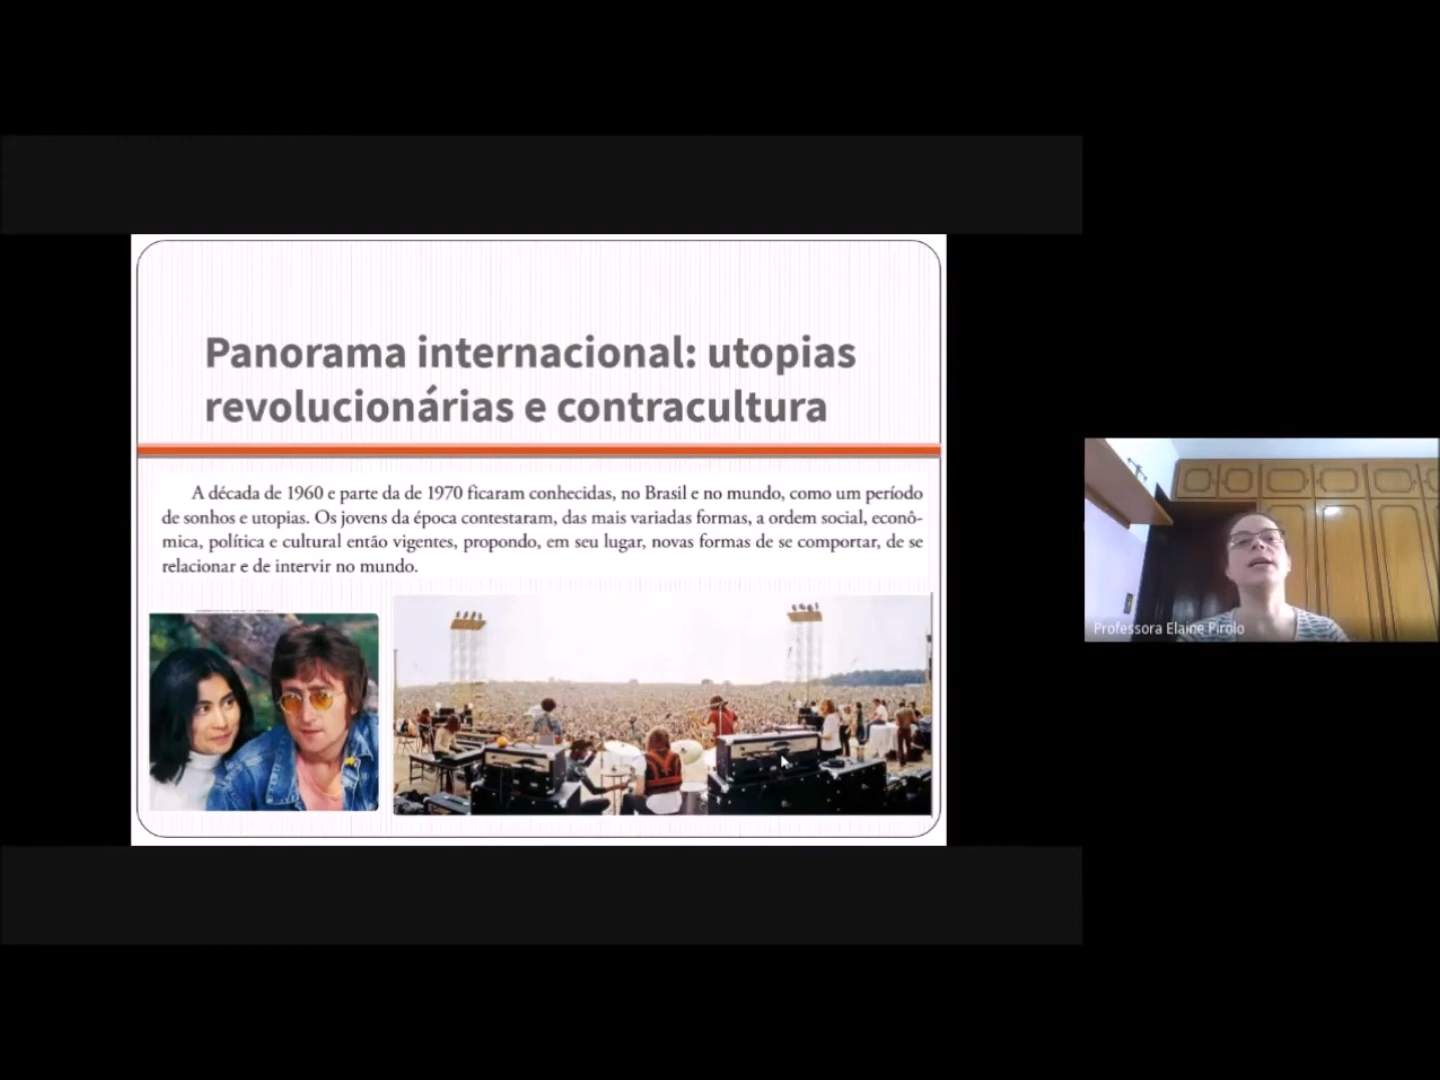 Panorama internacional: utopias
revolucionárias e contracultura
A década de 1960 e parte da de 1970 ficaram conhecidas, no Brasil e no mundo, como um período
de sonhos e utopias. Os jovens da época contestaram, das mais variadas formas, a ordem social, econô-
mica, política e cultural então vigentes, propondo, em seu lugar, novas formas de se comportar, de se
relacionar e de intervir no mundo.
Professora Elaine Pirolo